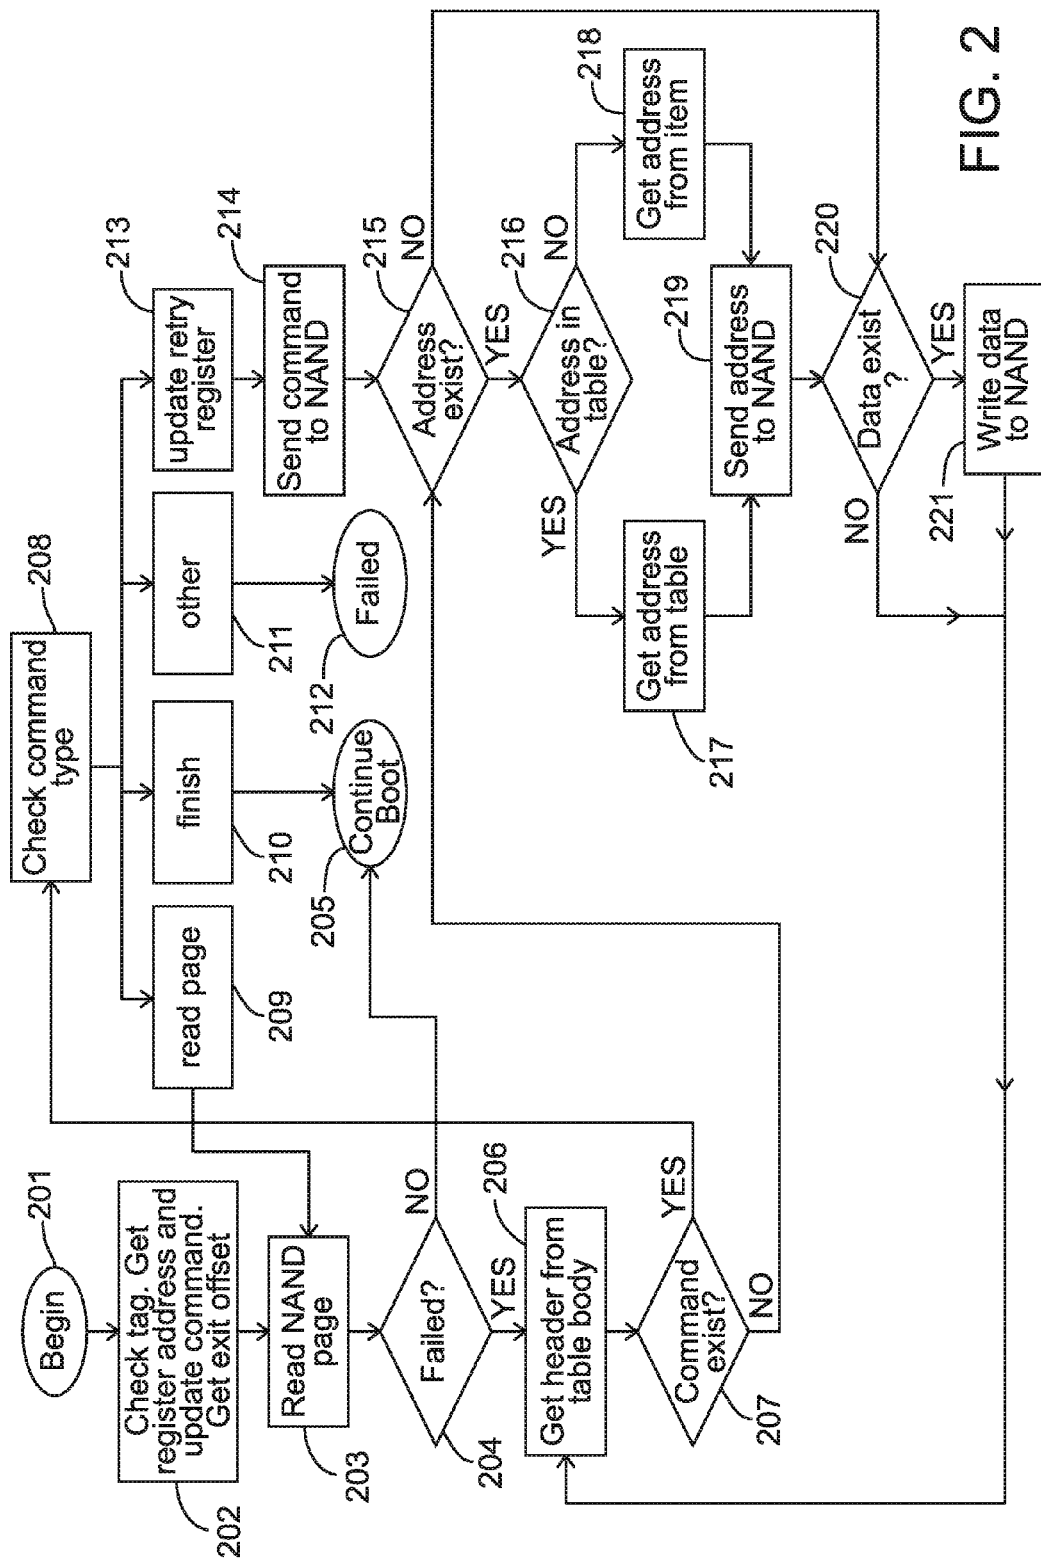 Begin
201
Check tag. Get
register address and
update command.
Get exit offset
202
Read NAND
page
203
Failed?
204
NO
YES
Get header from
table body
206
Command
exist?
207
YES
NO
Check command
type
208
read page
209
finish
210
other
211
update retry
register
213
Continue
Boot
205
Failed
212
Send command
to NAND
214
Address
exist?
215
NO
YES
Address in
table?
216
YES
NO
Get address
from table
217
Get address
from item
218
Send address
to NAND
219
Data exist
?
220
NO
YES
Write data
to NAND
221
FIG. 2